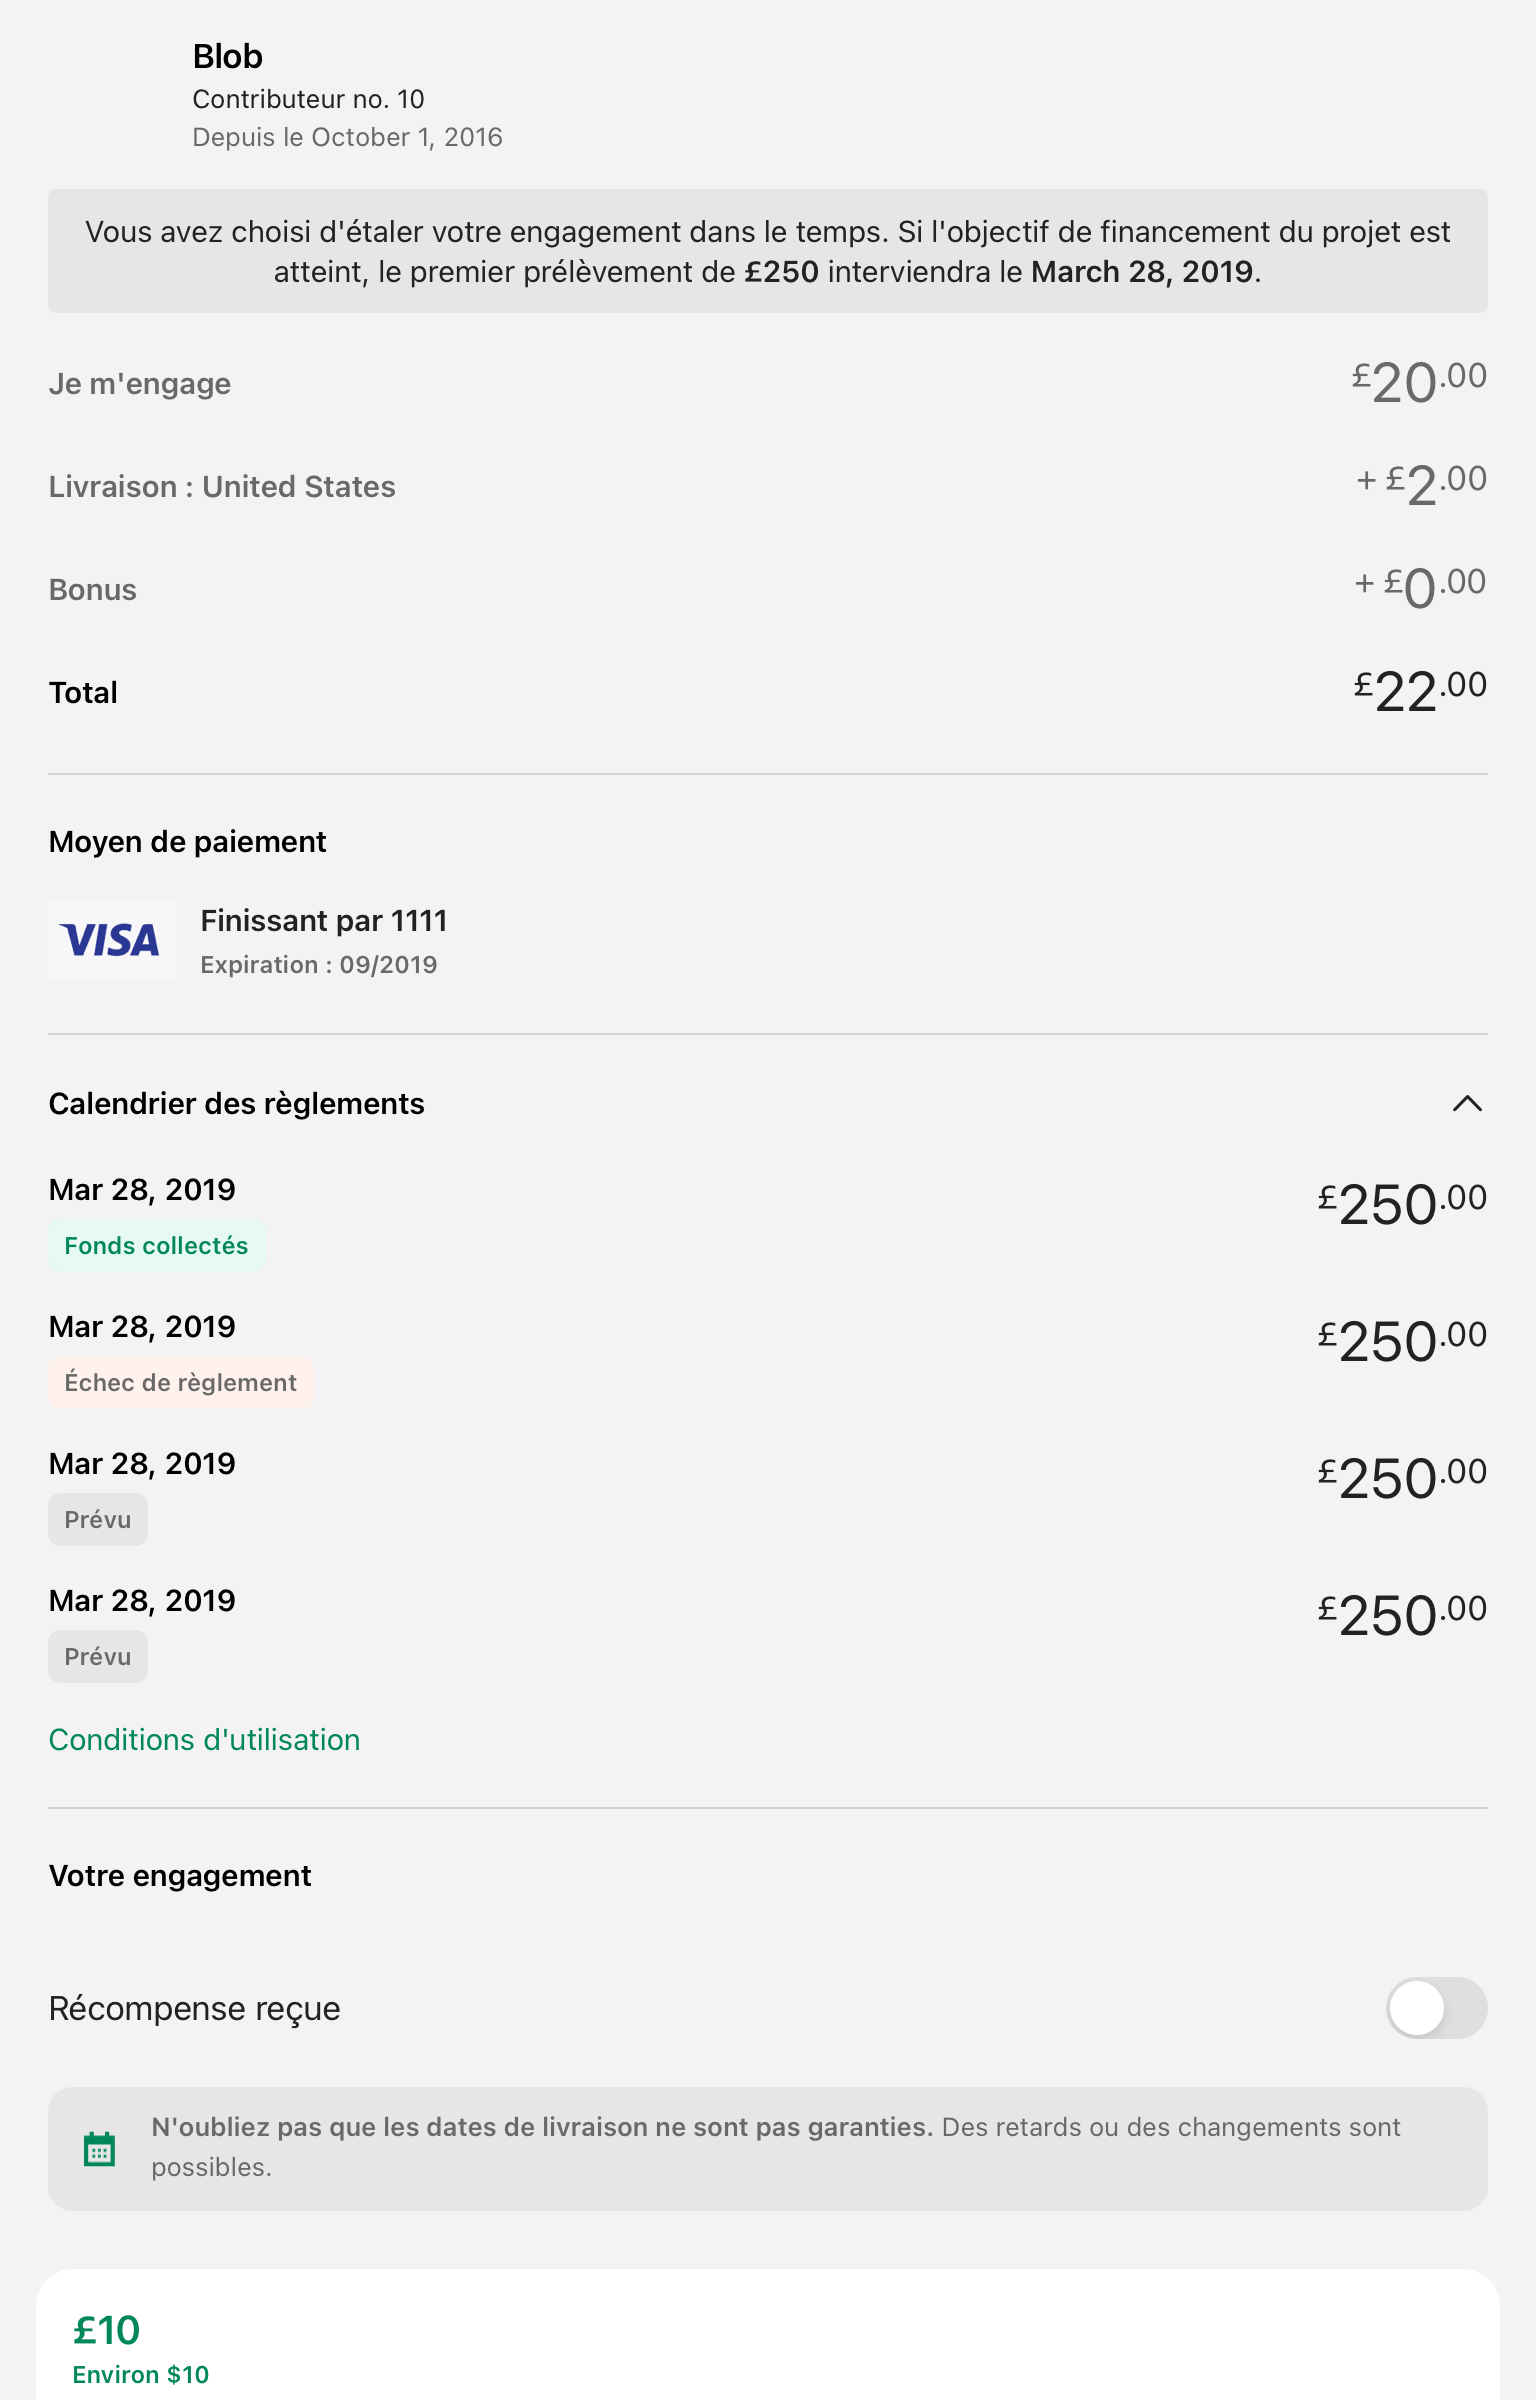 Blob
Contributeur no. 10
Depuis le October 1, 2016
Vous avez choisi d'étaler votre engagement dans le temps. Si l'objectif de financement du projet est
atteint, le premier prélèvement de £250 interviendra le March 28, 2019.
Je m'engage £20.00
Livraison : United States + £2.00
Bonus + £0.00
Total £22.00
Moyen de paiement
VISA Finissant par 1111
Expiration : 09/2019
Calendrier des règlements
Mar 28, 2019 £250.00
Fonds collectés
Mar 28, 2019 £250.00
Échec de règlement
Mar 28, 2019 £250.00
Prévu
Mar 28, 2019 £250.00
Prévu
Conditions d'utilisation
Votre engagement
Récompense reçue
N'oubliez pas que les dates de livraison ne sont pas garanties. Des retards ou des changements sont
possibles.
£10
Environ $10